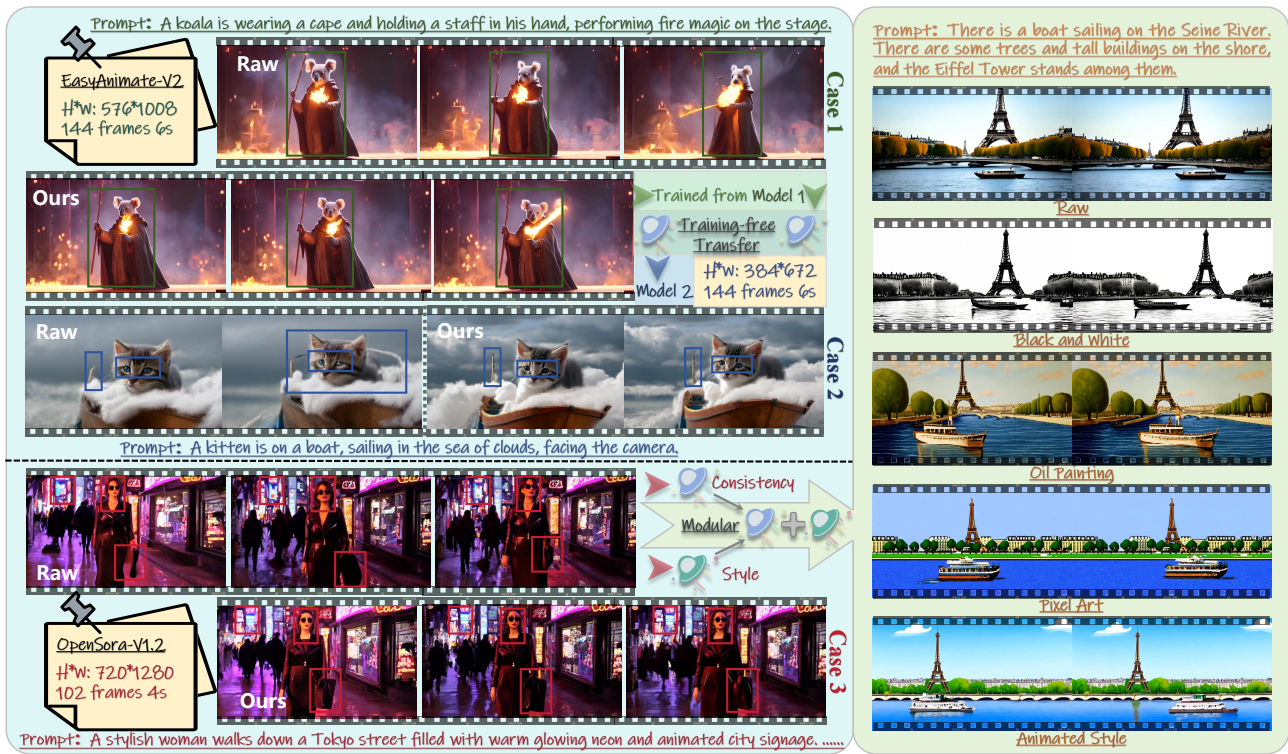 Prompt: A koala is wearing a cape and holding a staff in his hand, performing fire magic on the stage.
EasyAnimate-V2
H*W: 576*1008
144 frames 6s
Raw
Case 1
Ours
Trained from Model 1
Training-free
Transfer
Model 2
H*W: 384*672
144 frames 6s
Raw
Ours
Case 2
Prompt: A kitten is on a boat, sailing in the sea of clouds, facing the camera.
Raw
Consistency
Modular
Style
OpenSora-V1.2
H*W: 720*1280
102 frames 4s
Ours
Case 3
Prompt: A stylish woman walks down a Tokyo street filled with warm glowing neon and animated city signage. ......
Prompt: There is a boat sailing on the Seine River.
There are some trees and tall buildings on the shore,
and the Eiffel Tower stands among them.
Raw
Black and White
Oil Painting
Pixel Art
Animated Style